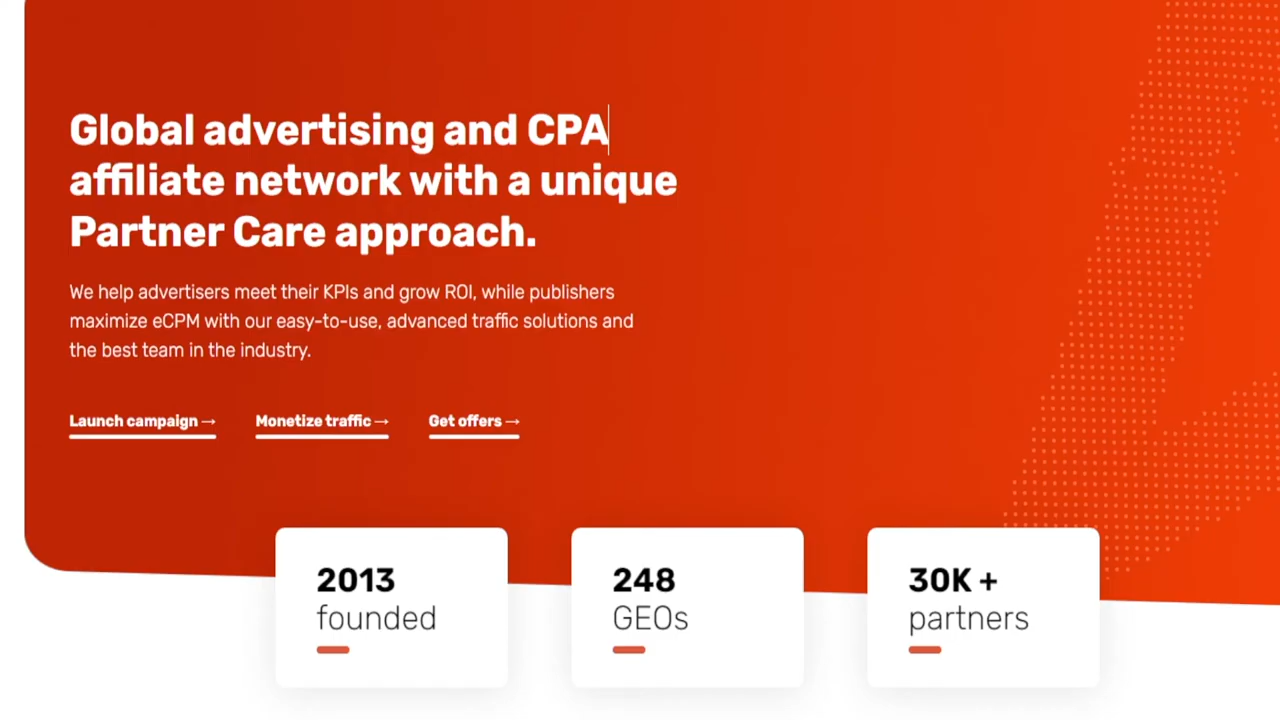 Global advertising and CPA
affiliate network with a unique
Partner Care approach.
We help advertisers meet their KPIs and grow ROI, while publishers
maximize eCPM with our easy-to-use, advanced traffic solutions and
the best team in the industry.
Launch campaign → Monetize traffic → Get offers →
2013
founded
248
GEOs
30K +
partners